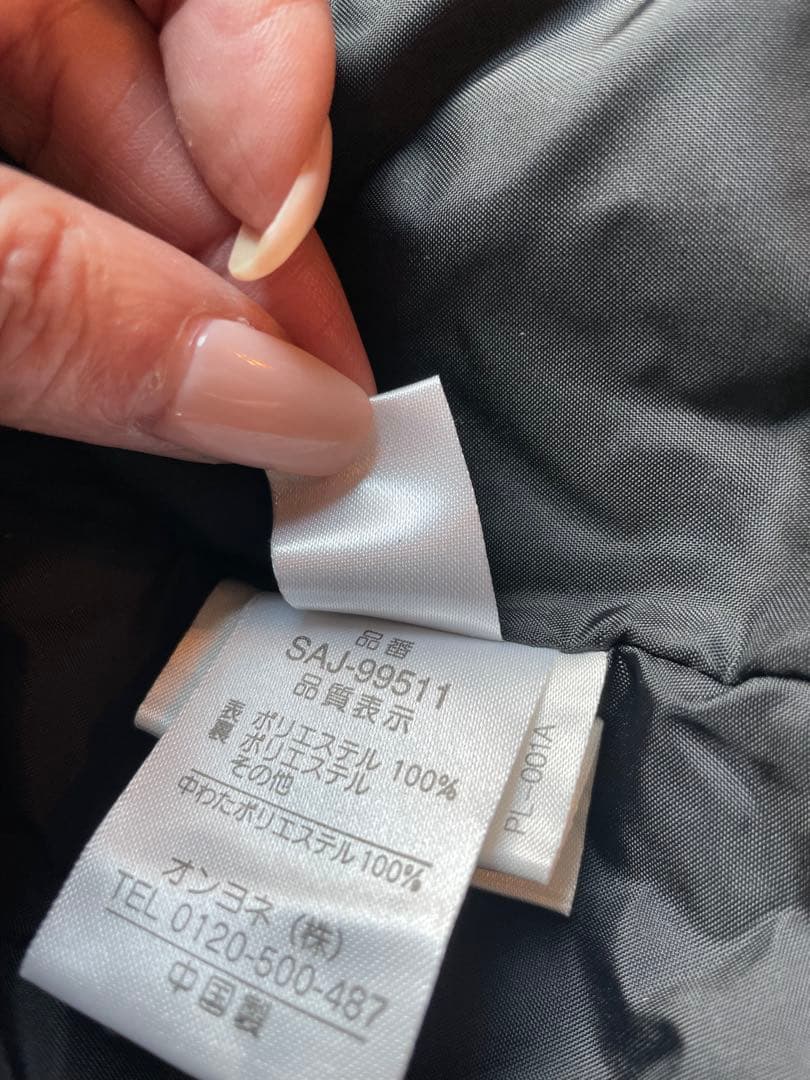 品番
SAJ-99511
品質表示
表 ポリエステル 100%
裏 ポリエステル
その他
中わたポリエステル100%
オンヨネ(株)
TEL 0120-500-487
中国製
PL-001A